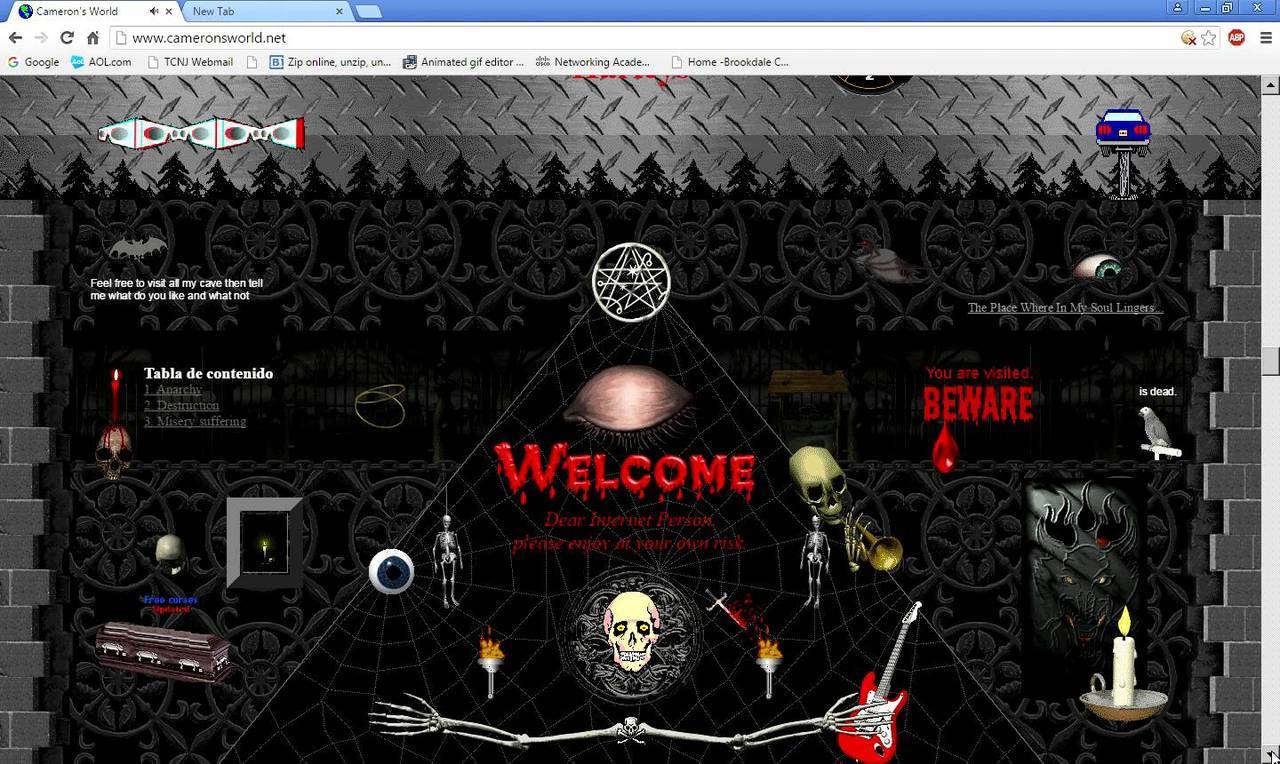 Cameron's World
New Tab
www.cameronsworld.net
ABP
Google
AOL.com
TCNJ Webmail
Zip online, unzip, un...
Animated gif editor ...
Networking Acade...
Home -Brookdale C...
2
Feel free to visit all my cave then tell
me what do you like and what not
The Place Where In My Soul Lingers...
Tabla de contenido
1. Anarchy
2. Destruction
3. Misery suffering
You are visited.
BEWARE
is dead.
WELCOME
Dear Internet Person,
please enjoy at your own risk.
Free curses
Updated!